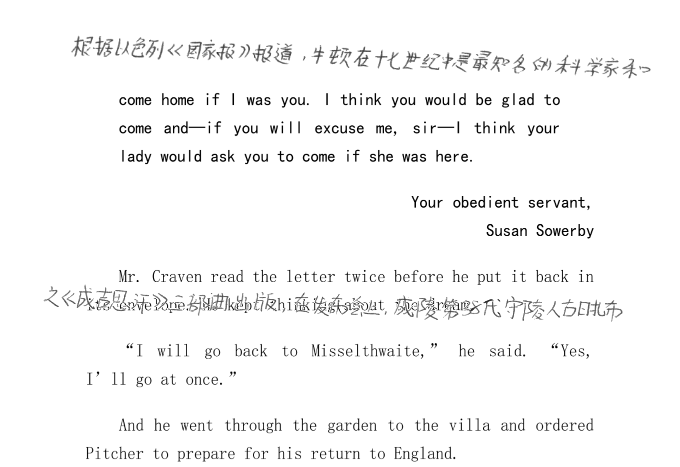 根据以色列《国家报》报道，牛顿在十七世纪中是最知名的科学家和
come home if I was you. I think you would be glad to
come and—if you will excuse me, sir—I think your
lady would ask you to come if she was here.
Your obedient servant,
Susan Sowerby
Mr. Craven read the letter twice before he put it back in
its envelope. He kept thinking about the dream.
之《成吉思汗》三部曲出版，在发布会上，成陵第38代守陵人古日扎布
“I will go back to Misselthwaite,” he said. “Yes,
I’ll go at once.”
And he went through the garden to the villa and ordered
Pitcher to prepare for his return to England.